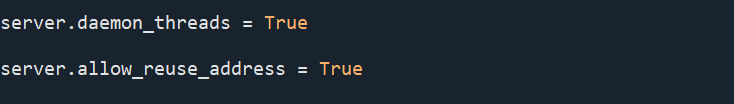 server.daemon_threads = True
server.allow_reuse_address = True